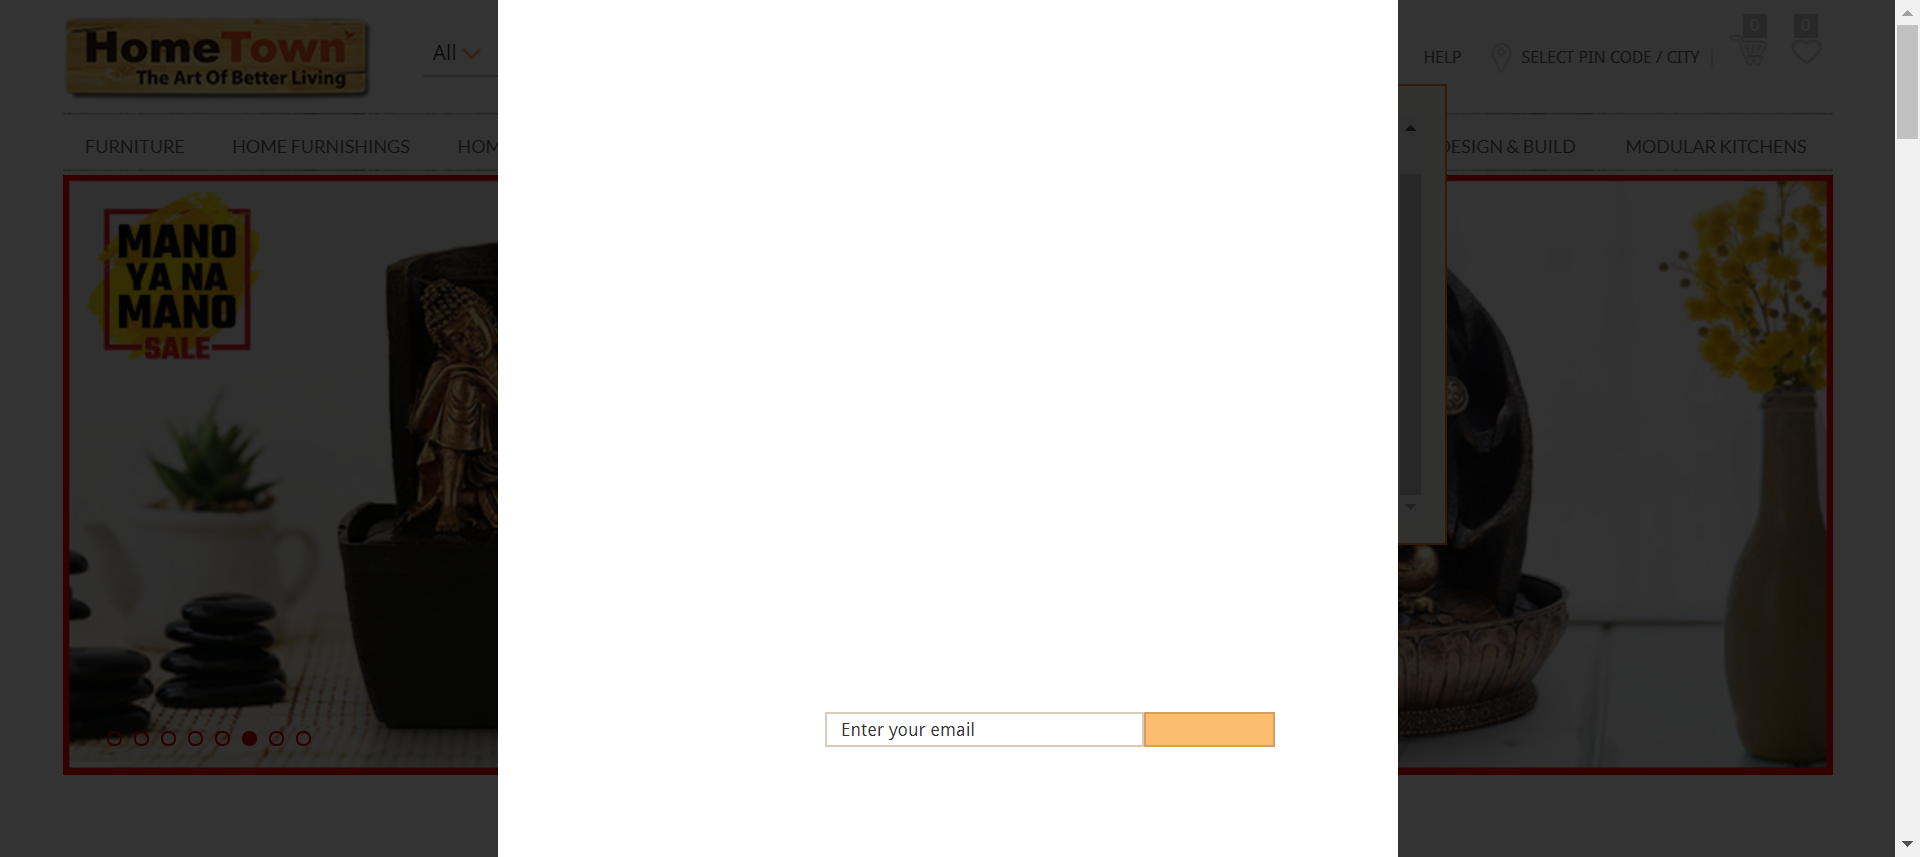 HomeTown
The Art Of Better Living
All
HELP
SELECT PIN CODE / CITY
0
0
FURNITURE
HOME FURNISHINGS
HOM
DESIGN & BUILD
MODULAR KITCHENS
MANO
YA NA
MANO
SALE
Enter your email